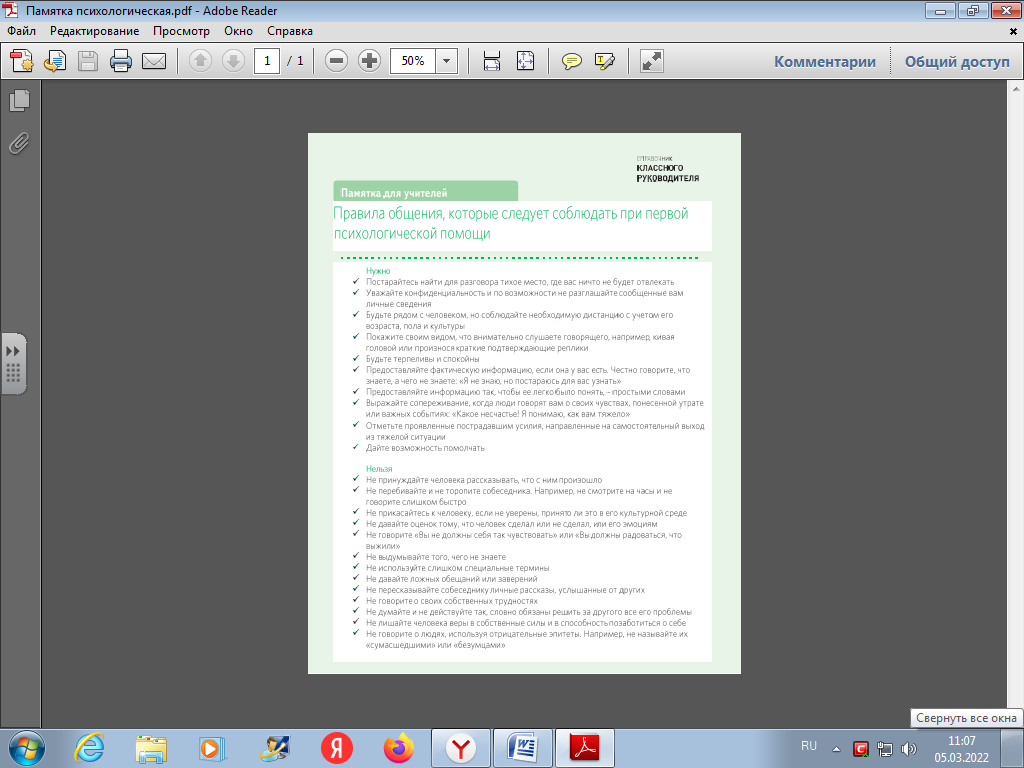 Памятка психологическая.pdf - Adobe Reader
Файл Редактирование Просмотр Окно Справка
1 / 1 50% Комментарии Общий доступ
СПРАВОЧНИК
КЛАССНОГО
РУКОВОДИТЕЛЯ
Памятка для учителей
Правила общения, которые следует соблюдать при первой
психологической помощи
Нужно
Постарайтесь найти для разговора тихое место, где вас ничто не будет отвлекать
Уважайте конфиденциальность и по возможности не разглашайте сообщенные вам
личные сведения
Будьте рядом с человеком, но соблюдайте необходимую дистанцию с учетом его
возраста, пола и культуры
Покажите своим видом, что внимательно слушаете говорящего, например, кивая
головой или произнося краткие подтверждающие реплики
Будьте терпеливы и спокойны
Предоставляйте фактическую информацию, если она у вас есть. Честно говорите, что
знаете, а чего не знаете: «Я не знаю, но постараюсь для вас узнать»
Предоставляйте информацию так, чтобы ее легко было понять, – простыми словами
Выражайте сопереживание, когда люди говорят вам о своих чувствах, понесенной утрате
или важных событиях: «Какое несчастье! Я понимаю, как вам тяжело»
Отметьте проявленные пострадавшим усилия, направленные на самостоятельный выход
из тяжелой ситуации
Дайте возможность помолчать
Нельзя
Не принуждайте человека рассказывать, что с ним произошло
Не перебивайте и не торопите собеседника. Например, не смотрите на часы и не
говорите слишком быстро
Не прикасайтесь к человеку, если не уверены, принято ли это в его культурной среде
Не давайте оценок тому, что человек сделал или не сделал, или его эмоциям
Не говорите «Вы не должны себя так чувствовать» или «Вы должны радоваться, что
выжили»
Не выдумывайте того, чего не знаете
Не используйте слишком специальные термины
Не давайте ложных обещаний или заверений
Не пересказывайте собеседнику личные рассказы, услышанные от других
Не говорите о своих собственных трудностях
Не думайте и не действуйте так, словно обязаны решить за другого все его проблемы
Не лишайте человека веры в собственные силы и в способность позаботиться о себе
Не говорите о людях, используя отрицательные эпитеты. Например, не называйте их
«сумасшедшими» или «безумцами»
Свернуть все окна
RU 11:07
05.03.2022